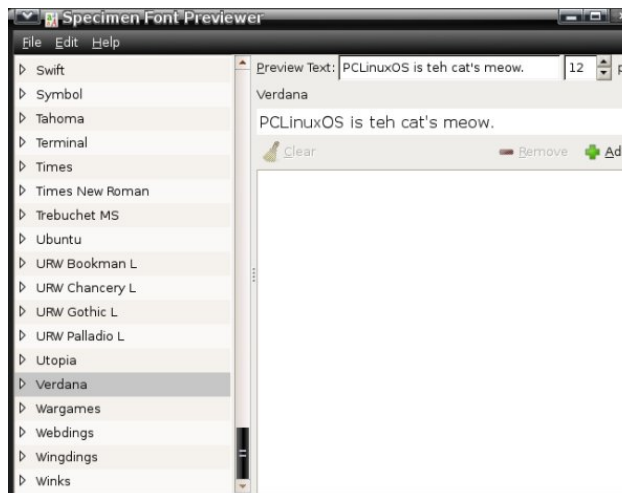 Specimen Font Previewer
File Edit Help
Swift
Symbol
Tahoma
Terminal
Times
Times New Roman
Trebuchet MS
Ubuntu
URW Bookman L
URW Chancery L
URW Gothic L
URW Palladio L
Utopia
Verdana
Wargames
Webdings
Wingdings
Winks
Preview Text: PCLinuxOS is teh cat's meow. 12 p
Verdana
PCLinuxOS is teh cat's meow.
Clear Remove Ad